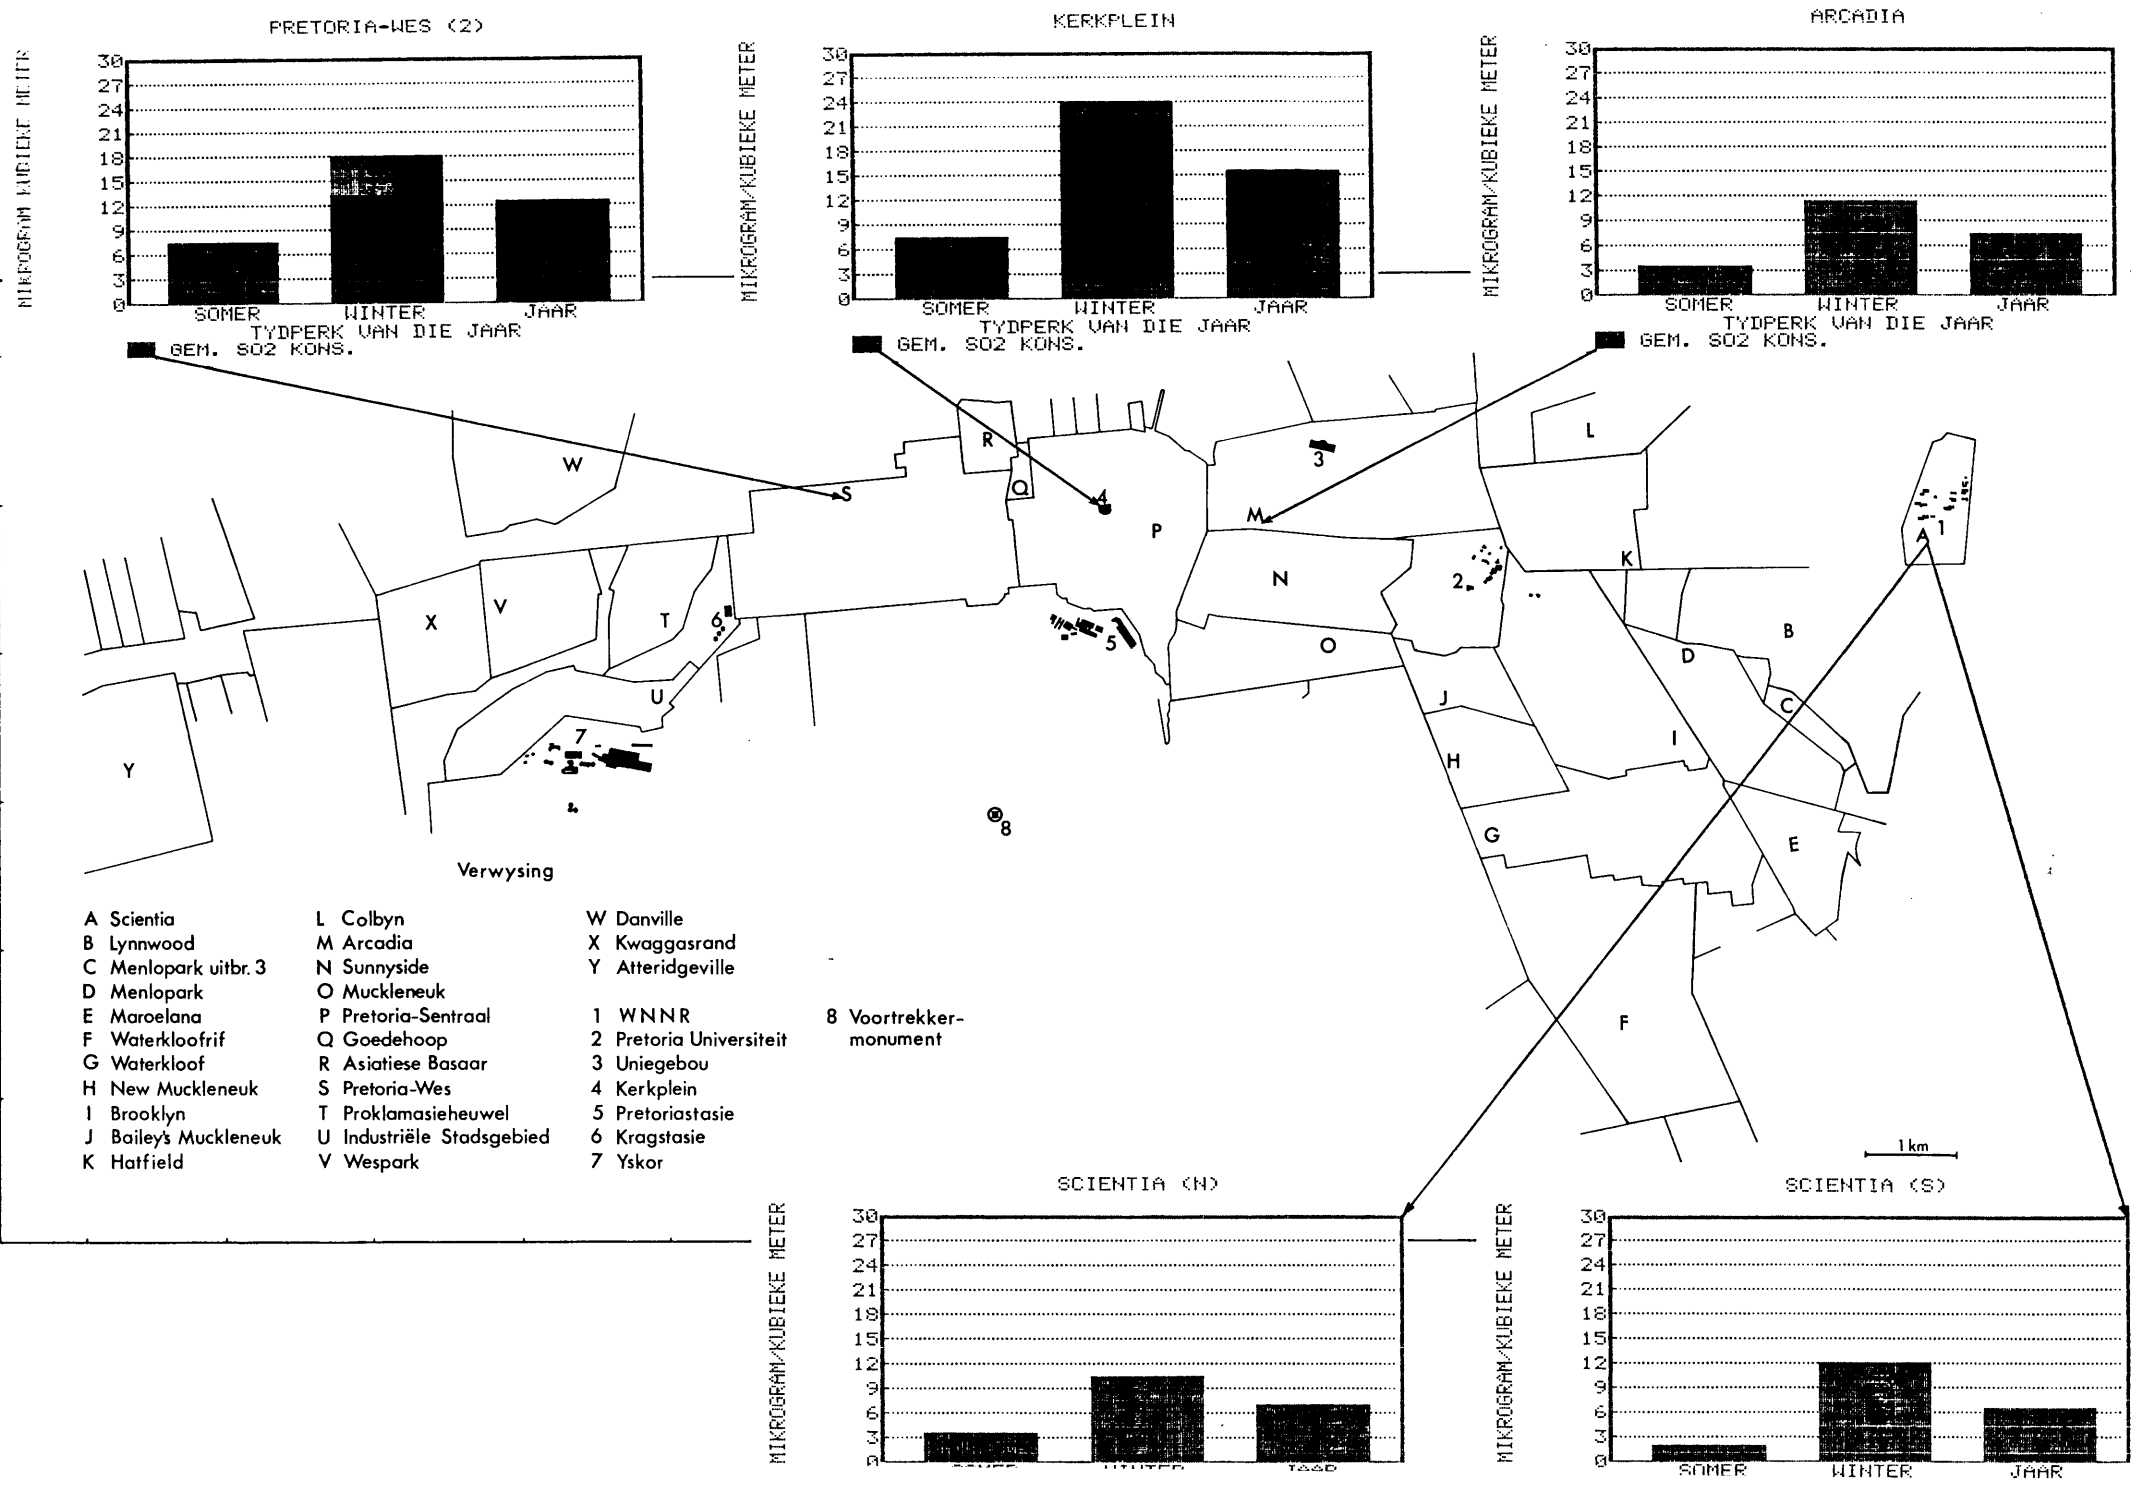 PRETORIA-WES (2)
MIKROGRAM/KUBIEKE METER
30
27
24
21
18
15
12
9
6
3
0
SOMER WINTER JAAR
TYDPERK VAN DIE JAAR
GEM. SO2 KONS.
KERKPLEIN
MIKROGRAM/KUBIEKE METER
30
27
24
21
18
15
12
9
6
3
0
SOMER WINTER JAAR
TYDPERK VAN DIE JAAR
GEM. SO2 KONS.
ARCADIA
MIKROGRAM/KUBIEKE METER
30
27
24
21
18
15
12
9
6
3
0
SOMER WINTER JAAR
TYDPERK VAN DIE JAAR
GEM. SO2 KONS.
R
L
W
3
S
Q
4
M
P
1
A
K
N
2
X
V
T
6
5
O
B
D
U
J
C
7
I
Y
H
8
G
E
F
1 km
Verwysing
A Scientia
B Lynnwood
C Menlopark uitbr. 3
D Menlopark
E Maroelana
F Waterkloofrif
G Waterkloof
H New Muckleneuk
I Brooklyn
J Bailey's Muckleneuk
K Hatfield
L Colbyn
M Arcadia
N Sunnyside
O Muckleneuk
P Pretoria-Sentraal
Q Goedehoop
R Asiatiese Basaar
S Pretoria-Wes
T Proklamasieheuwel
U Industriële Stadsgebied
V Wespark
W Danville
X Kwaggasrand
Y Atteridgeville
1 WNNR
2 Pretoria Universiteit
3 Uniegebou
4 Kerkplein
5 Pretoriastasie
6 Kragstasie
7 Yskor
8 Voortrekker-
monument
SCIENTIA (N)
MIKROGRAM/KUBIEKE METER
30
27
24
21
18
15
12
9
6
3
0
SOMER WINTER JAAR
SCIENTIA (S)
MIKROGRAM/KUBIEKE METER
30
27
24
21
18
15
12
9
6
3
0
SOMER WINTER JAAR